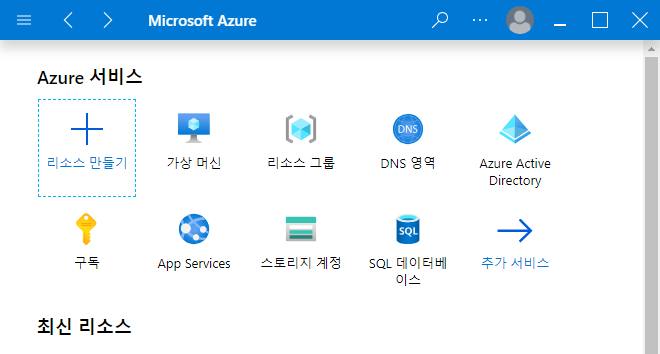 Microsoft Azure
Azure 서비스
리소스 만들기
가상 머신
리소스 그룹
DNS
DNS 영역
Azure Active
Directory
구독
App Services
스토리지 계정
SQL
SQL 데이터베
이스
추가 서비스
최신 리소스